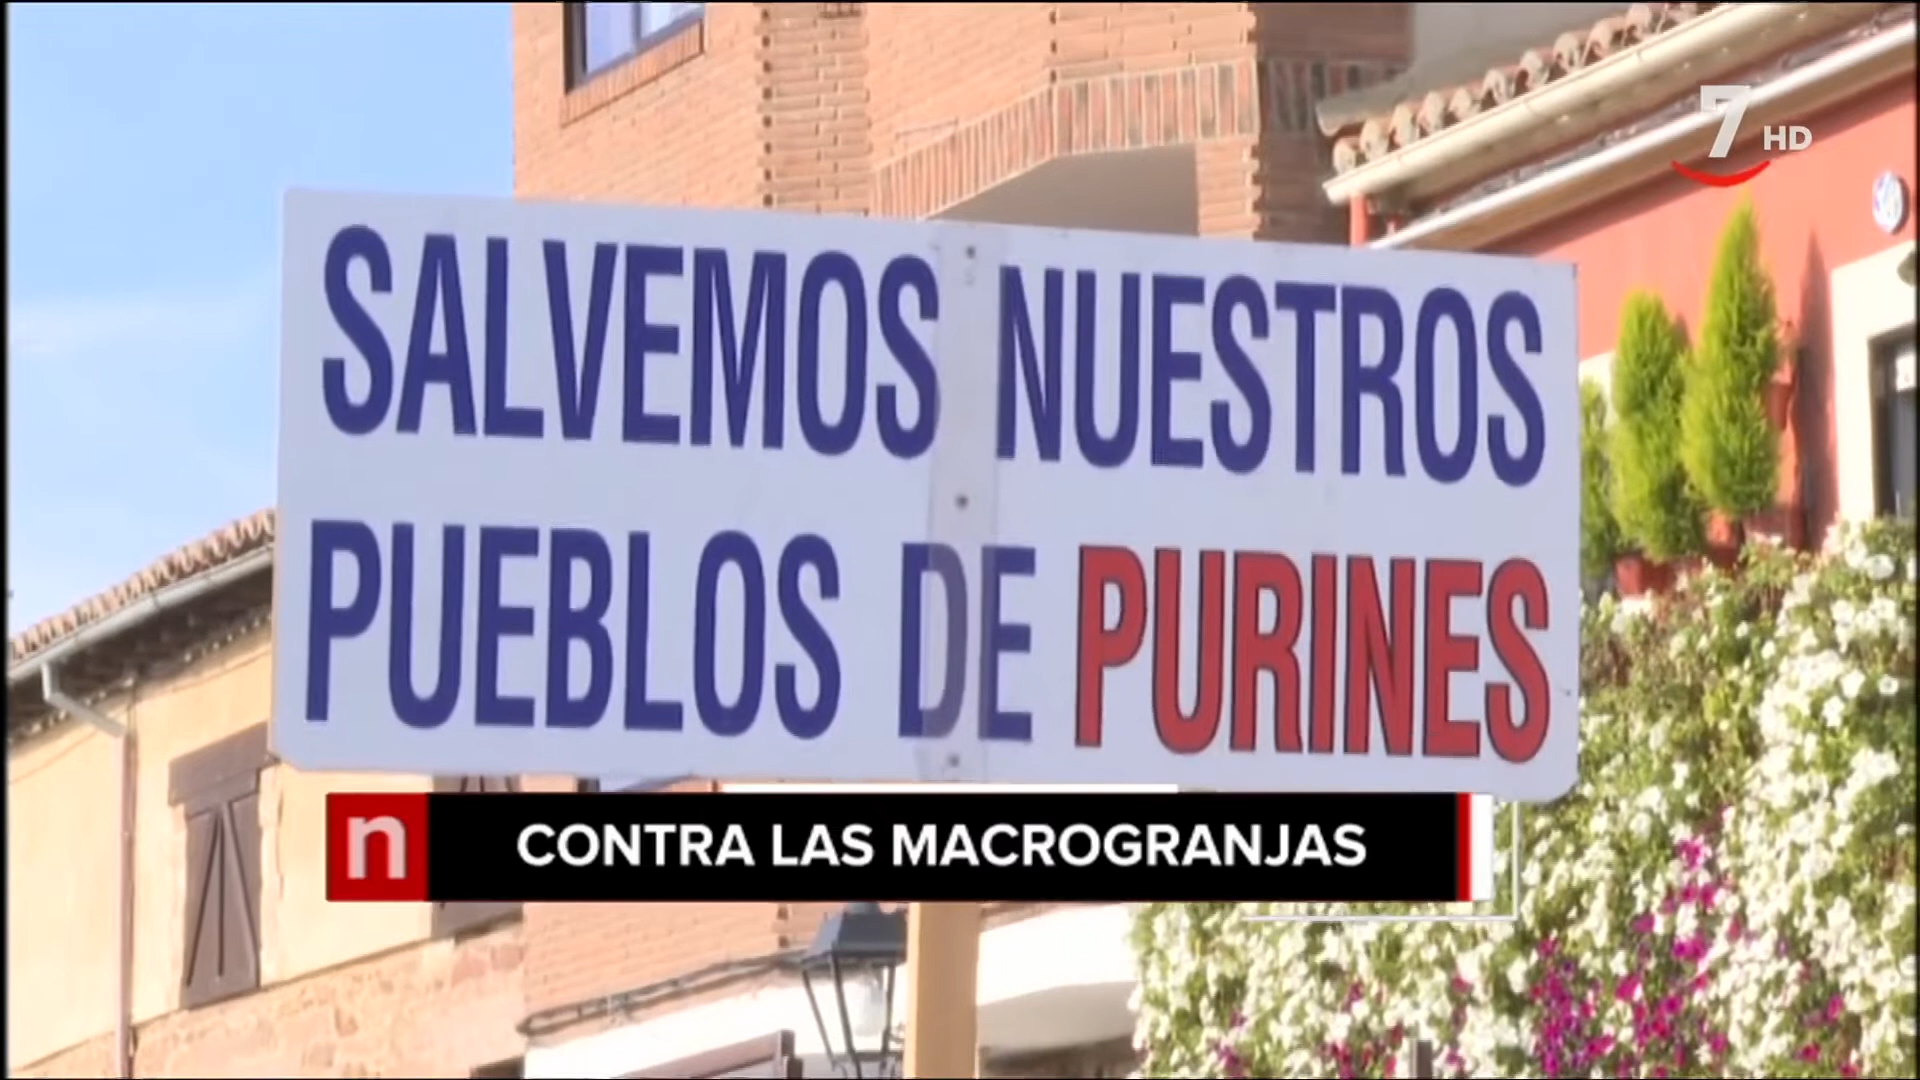 7 HD
SALVEMOS NUESTROS
PUEBLOS DE PURINES
n CONTRA LAS MACROGRANJAS